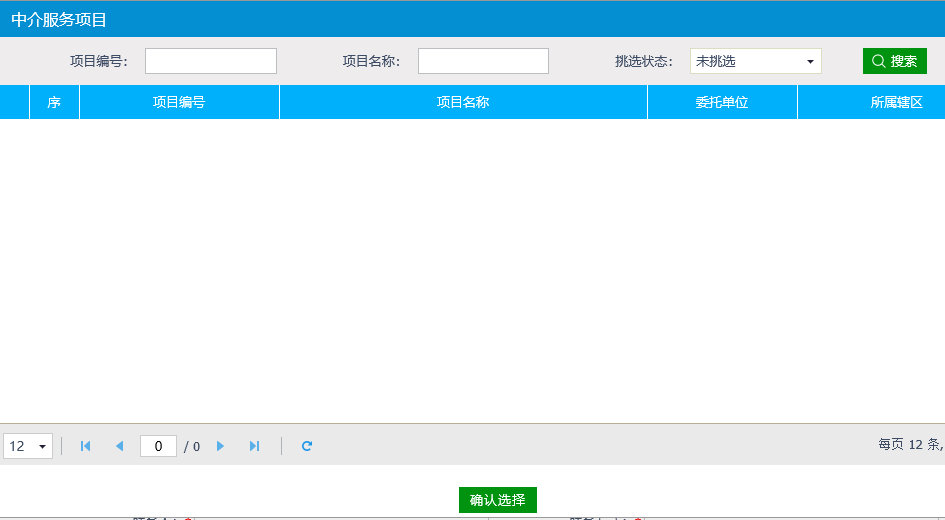 中介服务项目
项目编号： 项目名称： 挑选状态： 未挑选 搜索
序 项目编号 项目名称 委托单位 所属辖区
12 0 / 0 每页 12 条,
确认选择